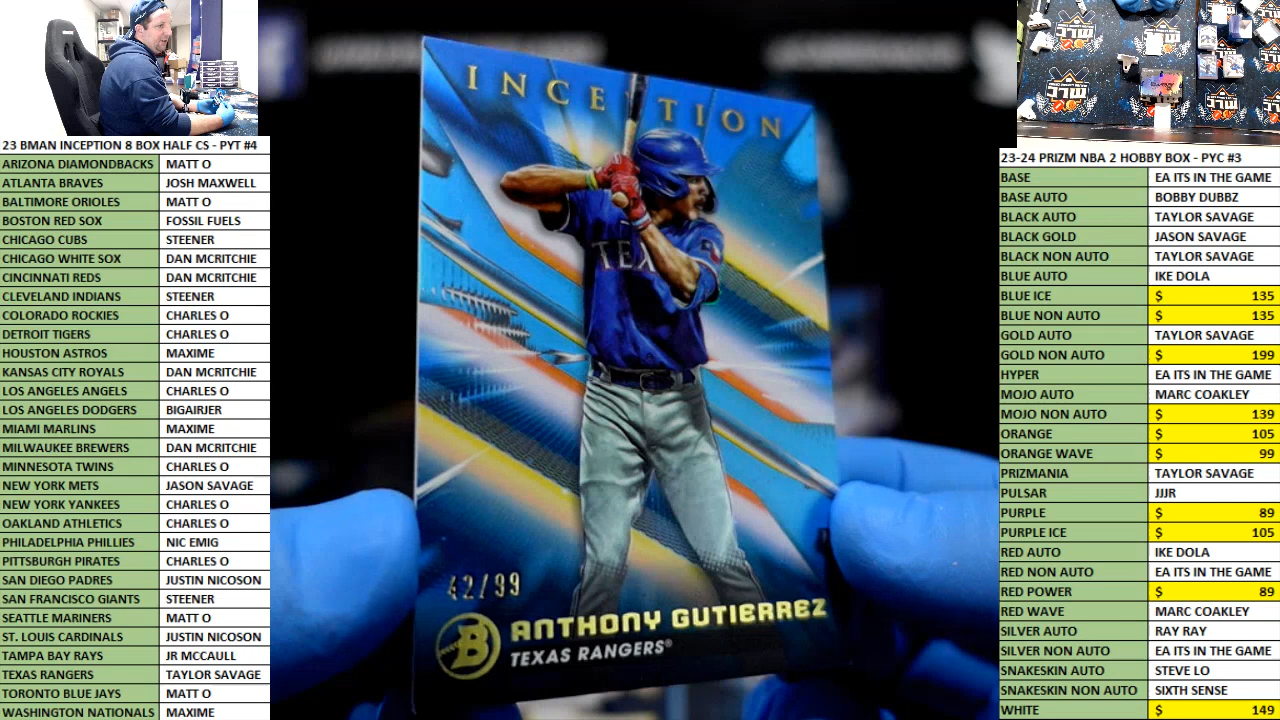 23 BMAN INCEPTION 8 BOX HALF CS - PYT #4
ARIZONA DIAMONDBACKS MATT O
ATLANTA BRAVES JOSH MAXWELL
BALTIMORE ORIOLES MATT O
BOSTON RED SOX FOSSIL FUELS
CHICAGO CUBS STEENER
CHICAGO WHITE SOX DAN MCRITCHIE
CINCINNATI REDS DAN MCRITCHIE
CLEVELAND INDIANS STEENER
COLORADO ROCKIES CHARLES O
DETROIT TIGERS CHARLES O
HOUSTON ASTROS MAXIME
KANSAS CITY ROYALS DAN MCRITCHIE
LOS ANGELES ANGELS CHARLES O
LOS ANGELES DODGERS BIGAIRJER
MIAMI MARLINS MAXIME
MILWAUKEE BREWERS DAN MCRITCHIE
MINNESOTA TWINS CHARLES O
NEW YORK METS JASON SAVAGE
NEW YORK YANKEES CHARLES O
OAKLAND ATHLETICS CHARLES O
PHILADELPHIA PHILLIES NIC EMIG
PITTSBURGH PIRATES CHARLES O
SAN DIEGO PADRES JUSTIN NICOSON
SAN FRANCISCO GIANTS STEENER
SEATTLE MARINERS MATT O
ST. LOUIS CARDINALS JUSTIN NICOSON
TAMPA BAY RAYS JR MCCAULL
TEXAS RANGERS TAYLOR SAVAGE
TORONTO BLUE JAYS MATT O
WASHINGTON NATIONALS MAXIME
INCEPTION
TEX
42/99
B
ANTHONY GUTIERREZ
TEXAS RANGERS®
23-24 PRIZM NBA 2 HOBBY BOX - PYC #3
BASE EA ITS IN THE GAME
BASE AUTO BOBBY DUBBZ
BLACK AUTO TAYLOR SAVAGE
BLACK GOLD JASON SAVAGE
BLACK NON AUTO TAYLOR SAVAGE
BLUE AUTO IKE DOLA
BLUE ICE $ 135
BLUE NON AUTO $ 135
GOLD AUTO TAYLOR SAVAGE
GOLD NON AUTO $ 199
HYPER EA ITS IN THE GAME
MOJO AUTO MARC COAKLEY
MOJO NON AUTO $ 139
ORANGE $ 105
ORANGE WAVE $ 99
PRIZMANIA TAYLOR SAVAGE
PULSAR JJJR
PURPLE $ 89
PURPLE ICE $ 105
RED AUTO IKE DOLA
RED NON AUTO EA ITS IN THE GAME
RED POWER $ 89
RED WAVE MARC COAKLEY
SILVER AUTO RAY RAY
SILVER NON AUTO EA ITS IN THE GAME
SNAKESKIN AUTO STEVE LO
SNAKESKIN NON AUTO SIXTH SENSE
WHITE $ 149